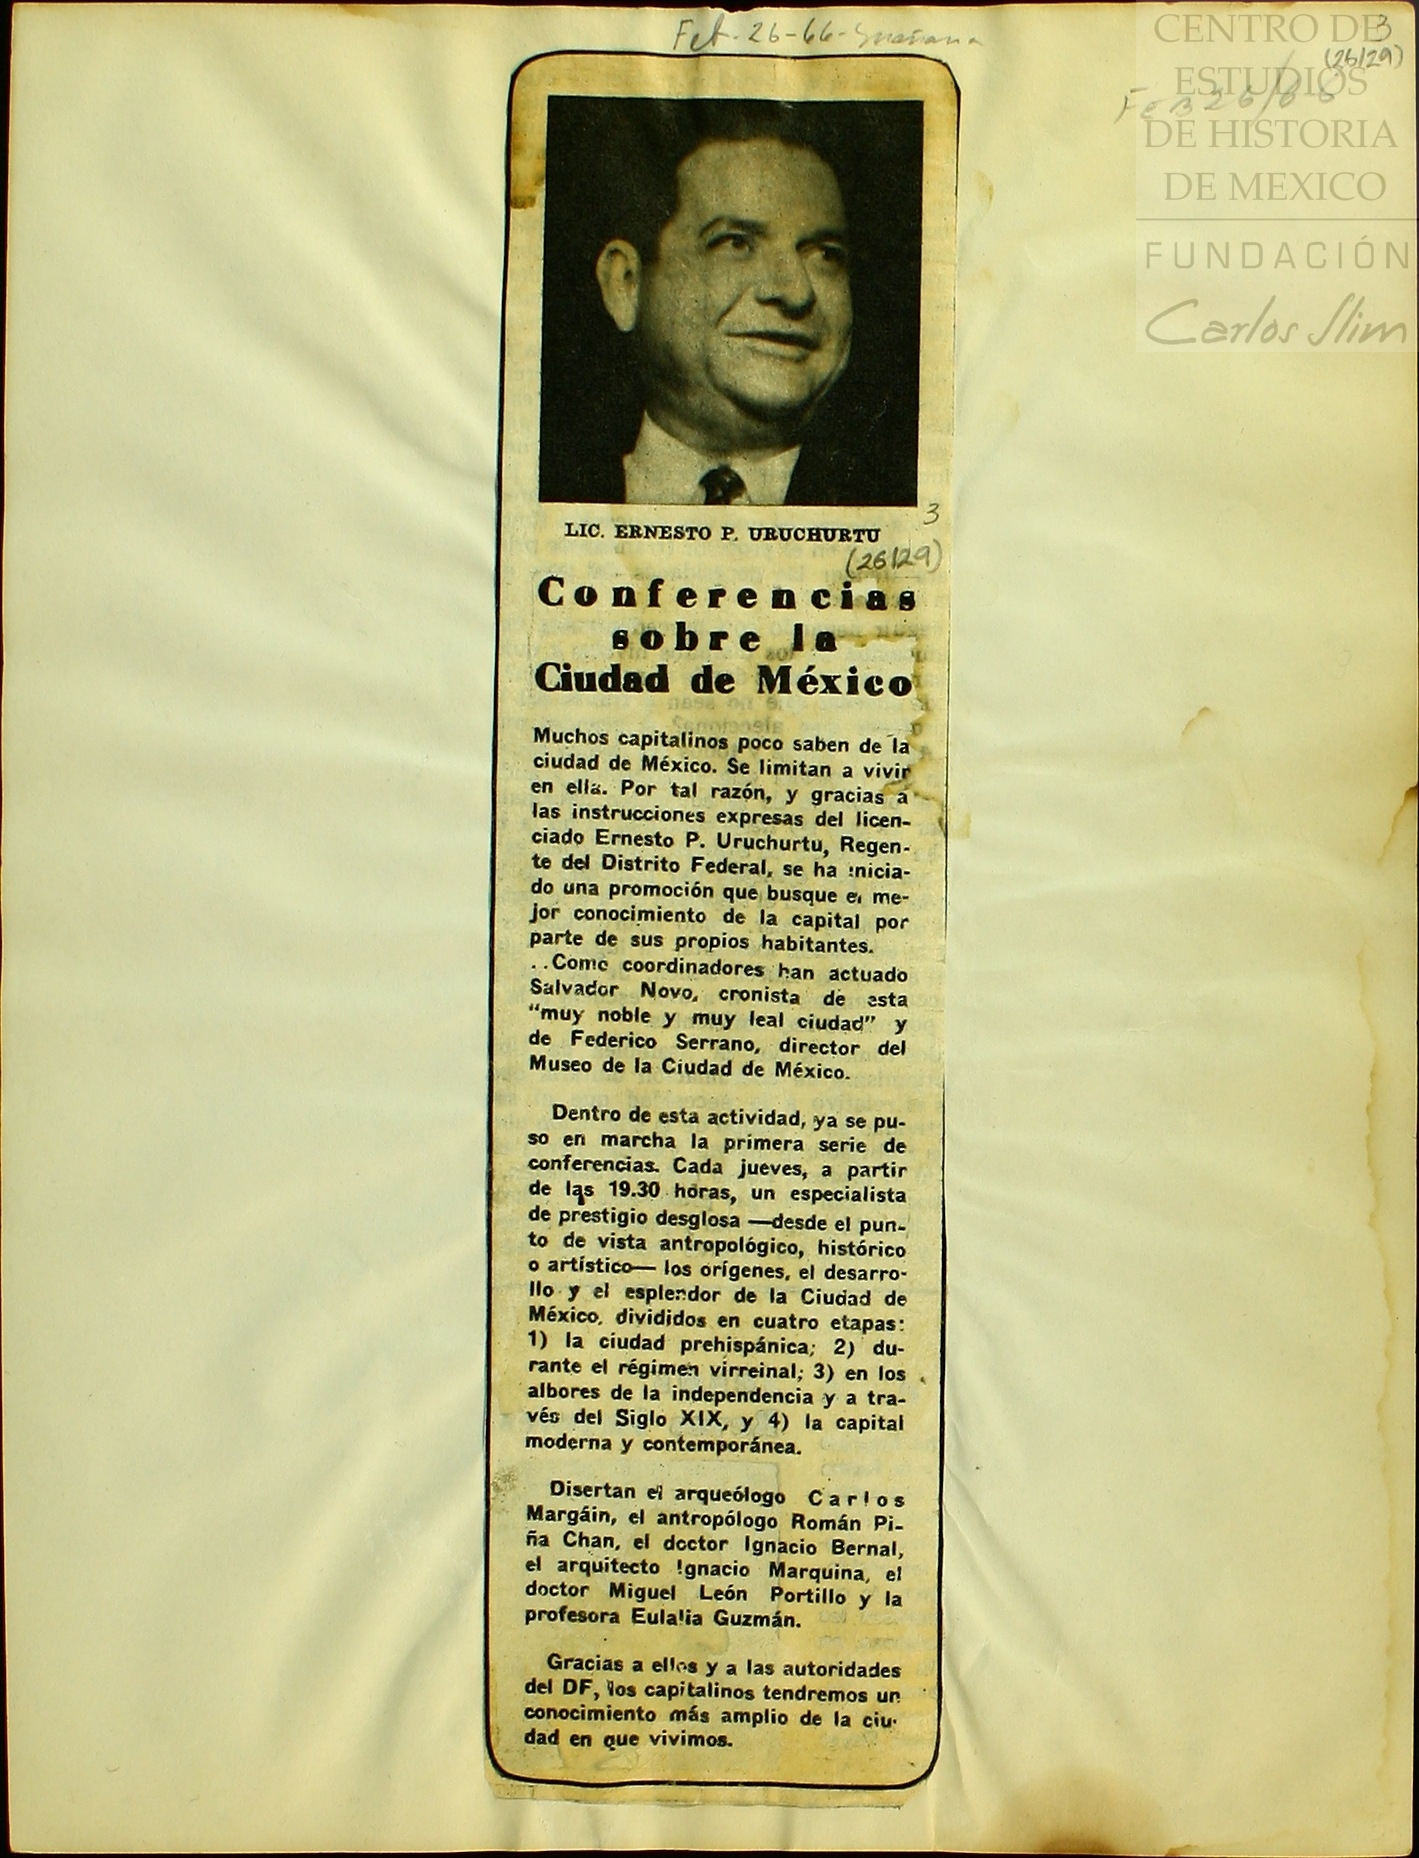 Feb-26-66-Mañana
3
(26/29)
Feb 26/66
CENTRO DE
ESTUDIOS
DE HISTORIA
DE MEXICO
FUNDACIÓN
Carlos Slim
LIC. ERNESTO P. URUCHURTU
3
(26/29)
Conferencias
sobre la
Ciudad de México
Muchos capitalinos poco saben de la
ciudad de México. Se limitan a vivir
en ella. Por tal razón, y gracias a
las instrucciones expresas del licen-
ciado Ernesto P. Uruchurtu, Regen-
te del Distrito Federal, se ha inicia-
do una promoción que busque el me-
jor conocimiento de la capital por
parte de sus propios habitantes.
..Como coordinadores han actuado
Salvador Novo, cronista de esta
"muy noble y muy leal ciudad" y
de Federico Serrano, director del
Museo de la Ciudad de México.
Dentro de esta actividad, ya se pu-
so en marcha la primera serie de
conferencias. Cada jueves, a partir
de las 19.30 horas, un especialista
de prestigio desglosa —desde el pun-
to de vista antropológico, histórico
o artístico— los orígenes, el desarro-
llo y el esplendor de la Ciudad de
México, divididos en cuatro etapas:
1) la ciudad prehispánica; 2) du-
rante el régimen virreinal; 3) en los
albores de la independencia y a tra-
vés del Siglo XIX, y 4) la capital
moderna y contemporánea.
Disertan el arqueólogo Carlos
Margáin, el antropólogo Román Pi-
ña Chan, el doctor Ignacio Bernal,
el arquitecto Ignacio Marquina, el
doctor Miguel León Portillo y la
profesora Eulalia Guzmán.
Gracias a ellos y a las autoridades
del DF, los capitalinos tendremos un
conocimiento más amplio de la ciu-
dad en que vivimos.